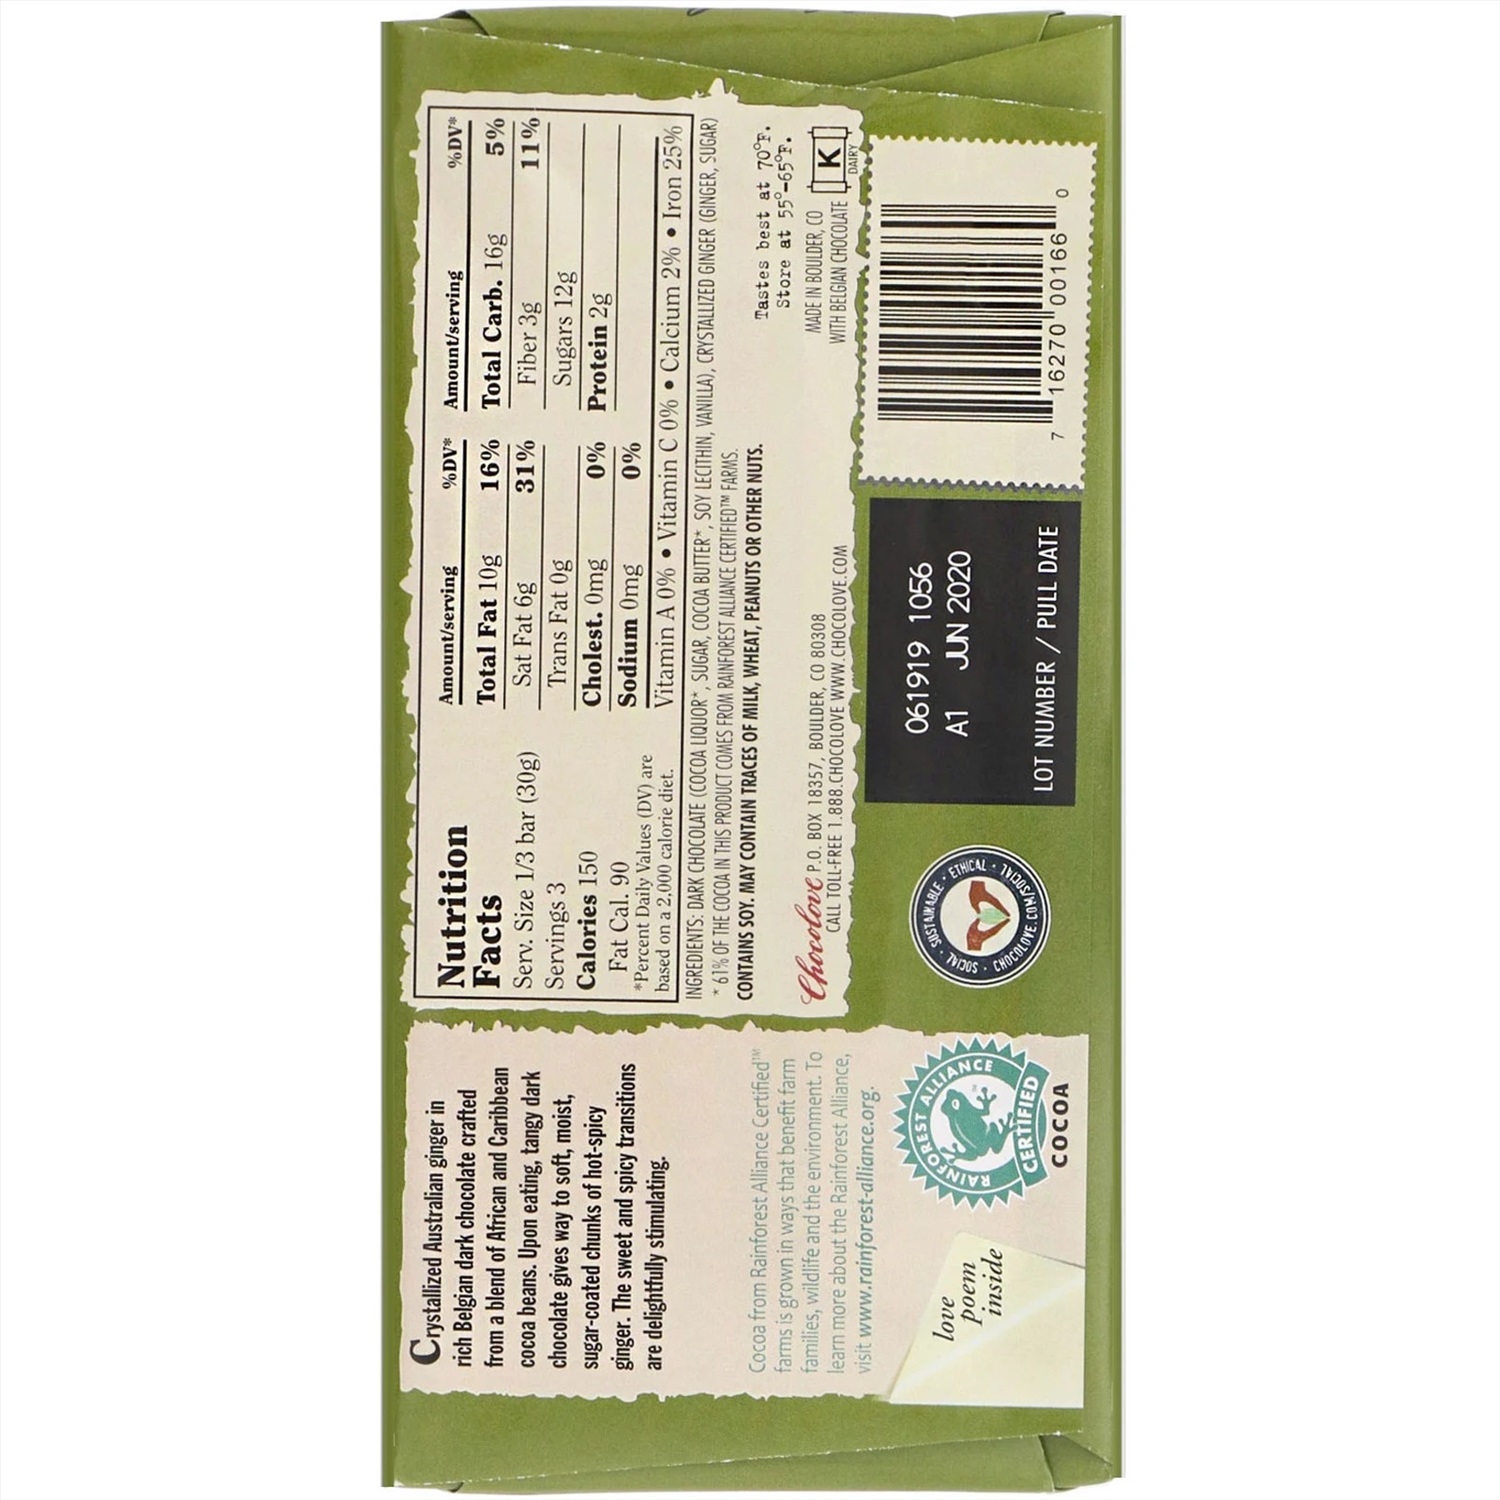 Crystallized Australian ginger in
rich Belgian dark chocolate crafted
from a blend of African and Caribbean
cocoa beans. Upon eating, tangy dark
chocolate gives way to soft, moist,
sugar-coated chunks of hot-spicy
ginger. The sweet and spicy transitions
are delightfully stimulating.
Cocoa from Rainforest Alliance Certified™
farms is grown in ways that benefit farm
families, wildlife and the environment. To
learn more about the Rainforest Alliance,
visit www.rainforest-alliance.org.
love
poem
inside
RAINFOREST ALLIANCE
CERTIFIED
COCOA
Nutrition
Facts
Serv. Size 1/3 bar (30g)
Servings 3
Calories 150
Fat Cal. 90
*Percent Daily Values (DV) are
based on a 2,000 calorie diet.
Amount/serving %DV*
Total Fat 10g 16%
Sat Fat 6g 31%
Trans Fat 0g
Cholest. 0mg 0%
Sodium 0mg 0%
Amount/serving %DV*
Total Carb. 16g 5%
Fiber 3g 11%
Sugars 12g
Protein 2g
Vitamin A 0% • Vitamin C 0% • Calcium 2% • Iron 25%
INGREDIENTS: DARK CHOCOLATE (COCOA LIQUOR*, SUGAR, COCOA BUTTER*, SOY LECITHIN, VANILLA), CRYSTALLIZED GINGER (GINGER, SUGAR)
* 61% OF THE COCOA IN THIS PRODUCT COMES FROM RAINFOREST ALLIANCE CERTIFIED™ FARMS.
CONTAINS SOY. MAY CONTAIN TRACES OF MILK, WHEAT, PEANUTS OR OTHER NUTS.
Tastes best at 70°F.
Store at 55°-65°F.
Chocolove P.O. BOX 18357, BOULDER, CO 80308
CALL TOLL-FREE 1.888.CHOCOLOVE WWW.CHOCOLOVE.COM
MADE IN BOULDER, CO
WITH BELGIAN CHOCOLATE
K
DAIRY
SOCIAL · SUSTAINABLE · ETHICAL ·
CHOCOLOVE.COM/SOCIAL
061919 1056
A1 JUN 2020
LOT NUMBER / PULL DATE
7 16270 00166 0